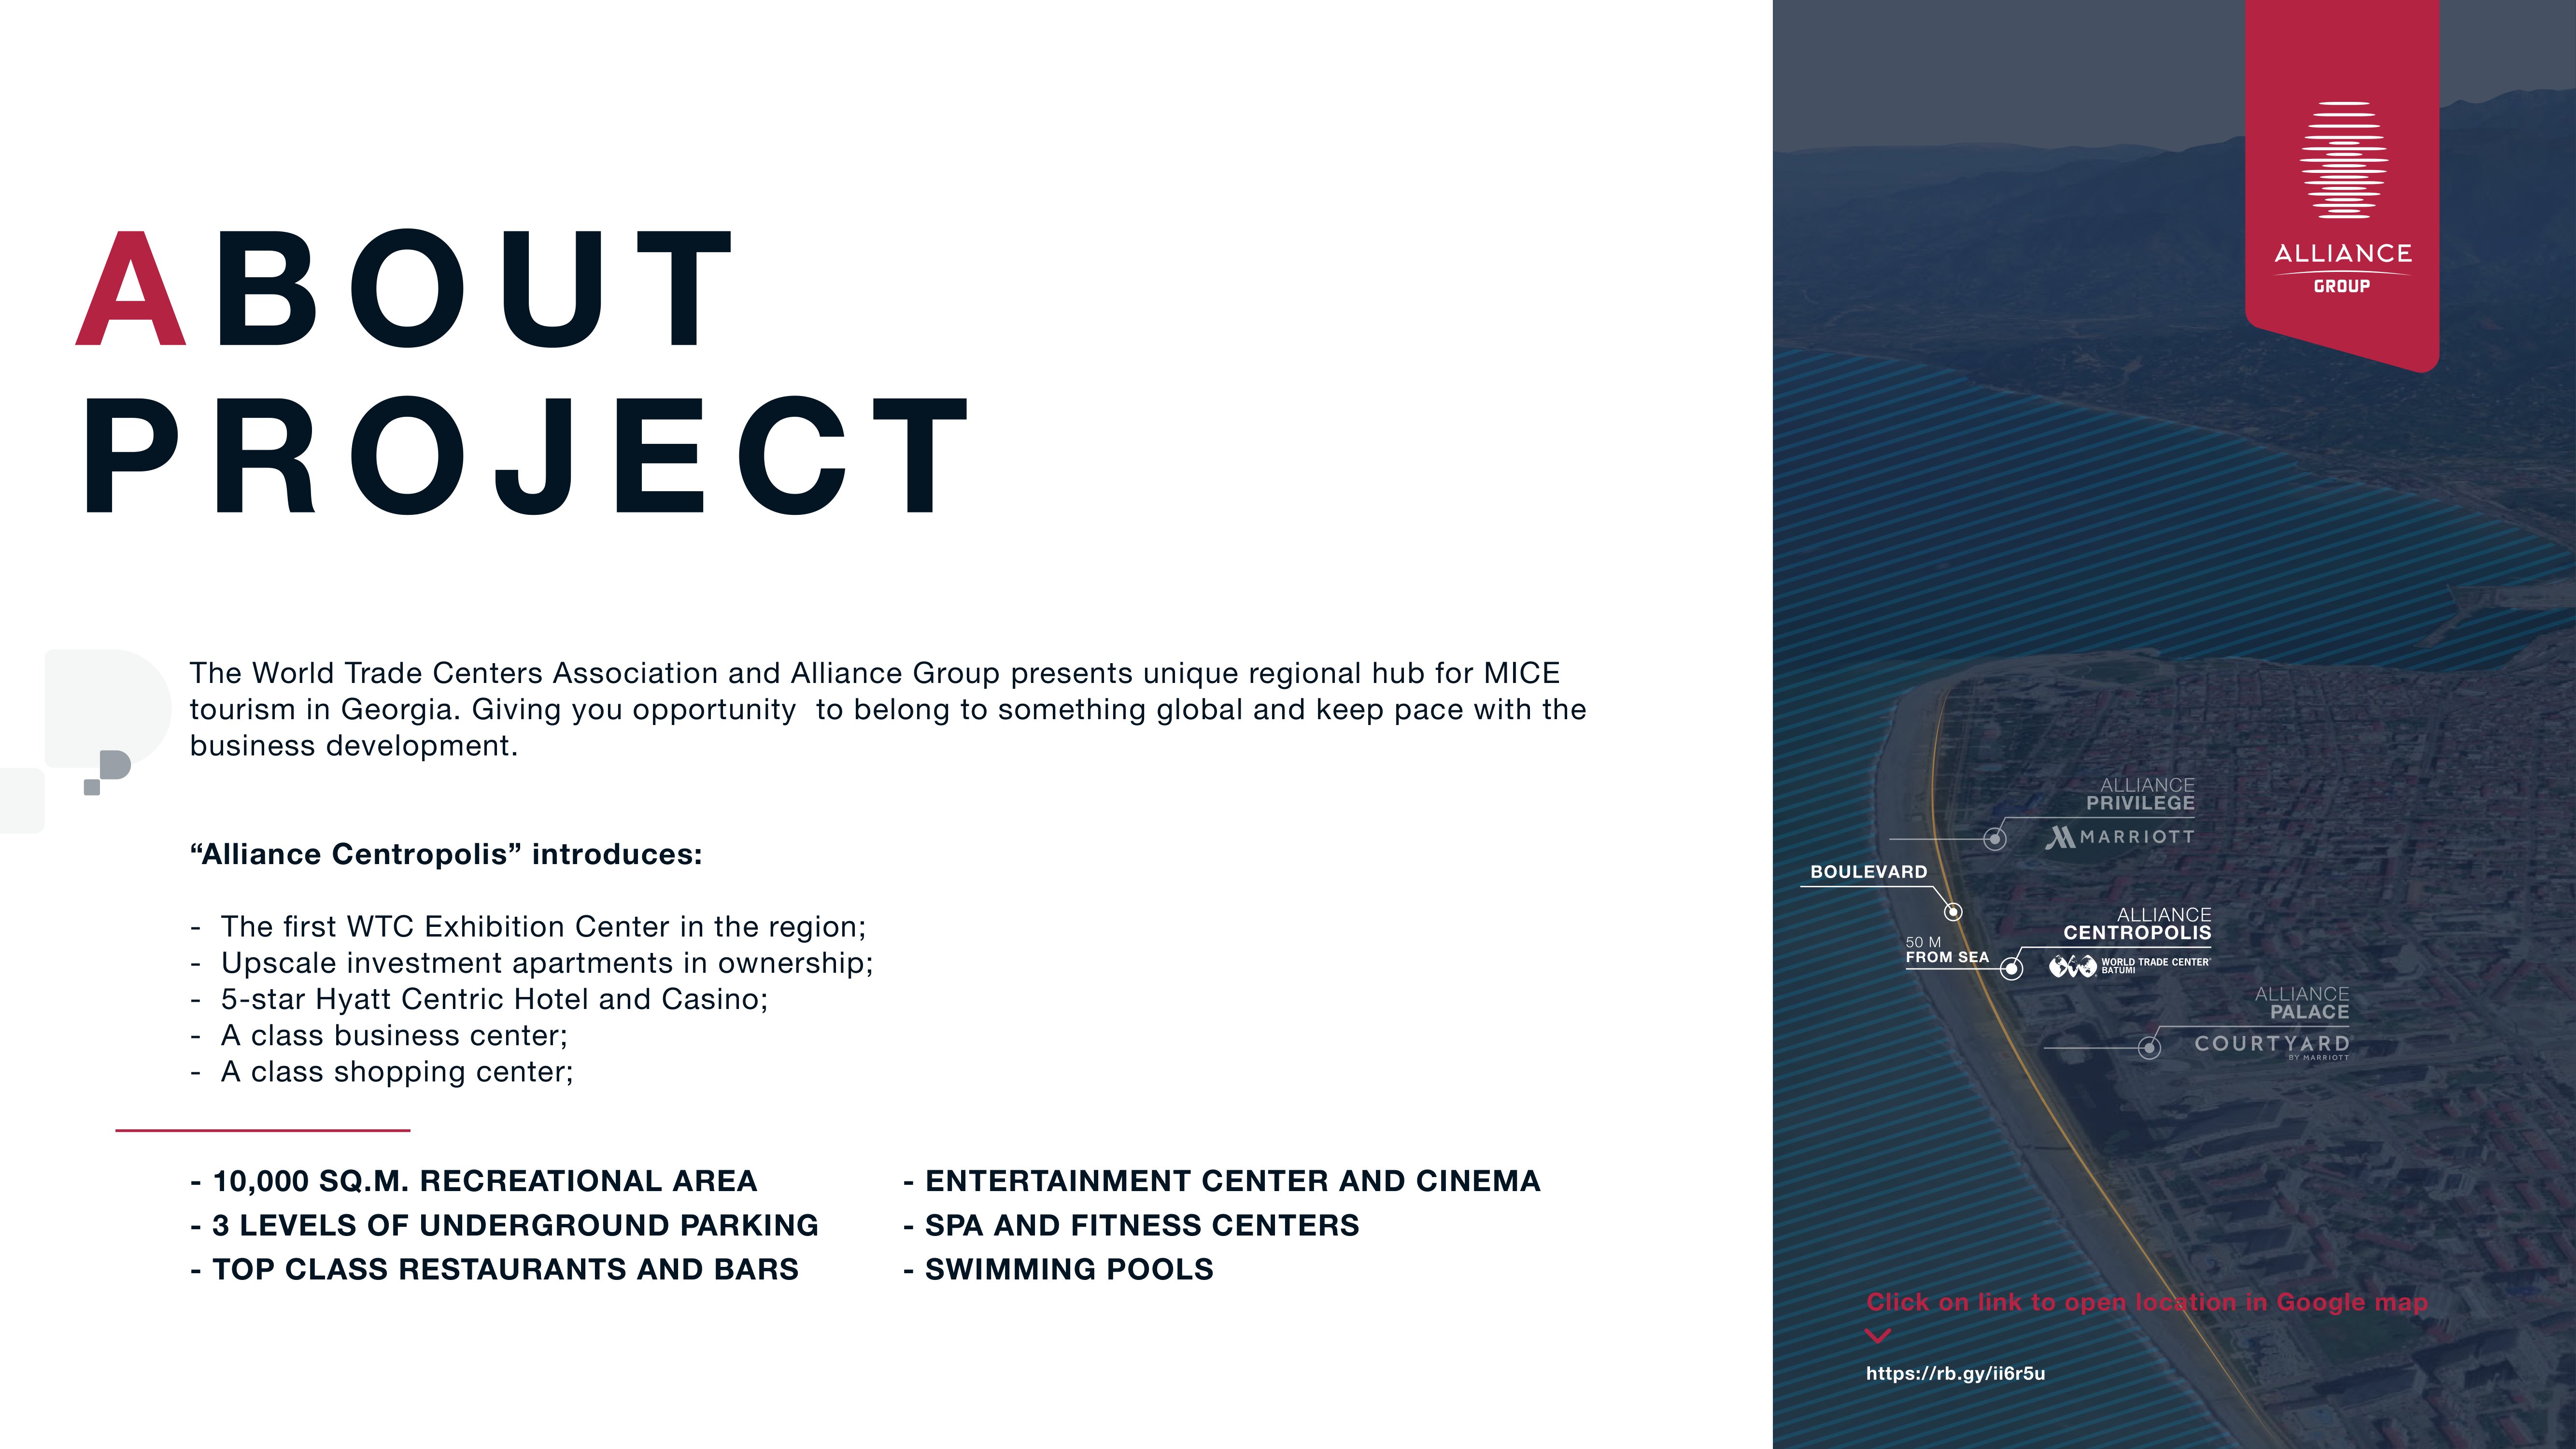 ABOUT
PROJECT
The World Trade Centers Association and Alliance Group presents unique regional hub for MICE
tourism in Georgia. Giving you opportunity  to belong to something global and keep pace with the
business development.
“Alliance Centropolis” introduces:
- The first WTC Exhibition Center in the region;
- Upscale investment apartments in ownership;
- 5-star Hyatt Centric Hotel and Casino;
- A class business center;
- A class shopping center;
- 10,000 SQ.M. RECREATIONAL AREA
- 3 LEVELS OF UNDERGROUND PARKING
- TOP CLASS RESTAURANTS AND BARS
- ENTERTAINMENT CENTER AND CINEMA
- SPA AND FITNESS CENTERS
- SWIMMING POOLS
ALLIANCE
GROUP
ALLIANCE
PRIVILEGE
MARRIOTT
BOULEVARD
ALLIANCE
CENTROPOLIS
50 M
FROM SEA
WORLD TRADE CENTER®
BATUMI
ALLIANCE
PALACE
COURTYARD
BY MARRIOTT
Click on link to open location in Google map
https://rb.gy/ii6r5u